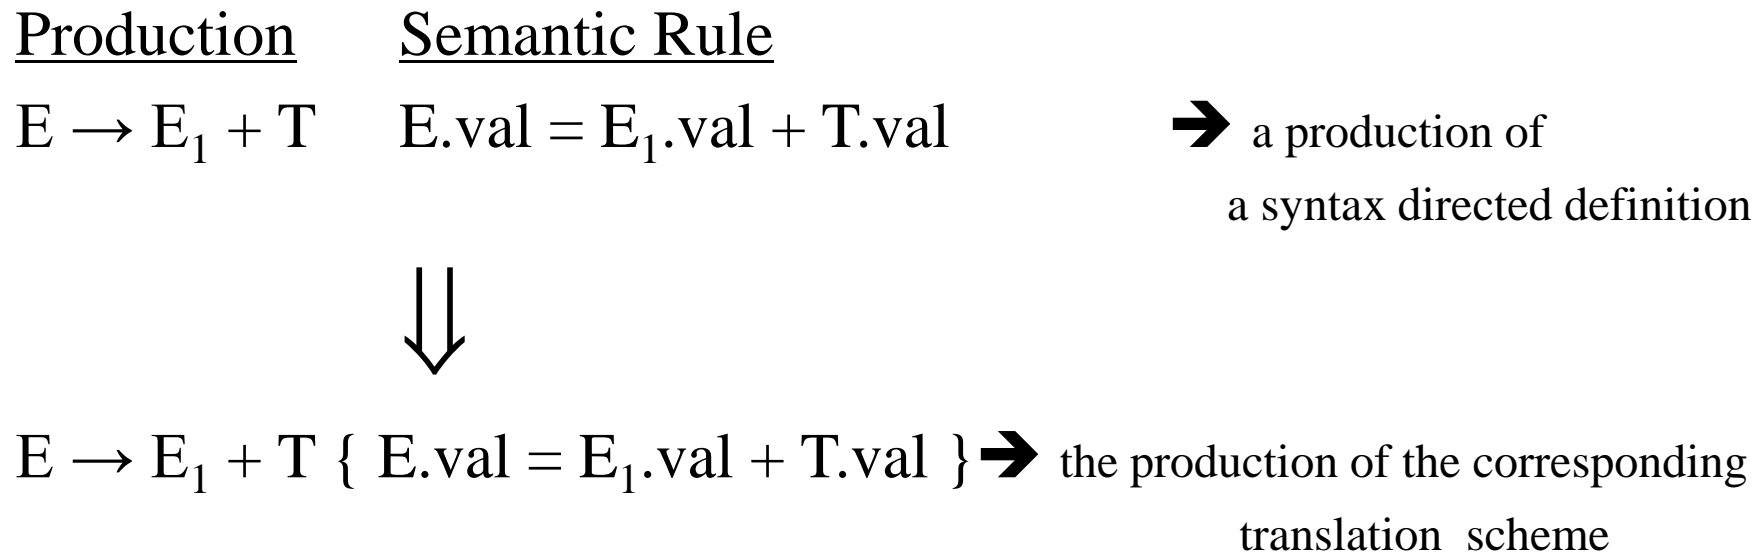 Production Semantic Rule
E → E₁ + T E.val = E₁.val + T.val ➔ a production of
a syntax directed definition
⇓
E → E₁ + T { E.val = E₁.val + T.val } ➔ the production of the corresponding
translation scheme